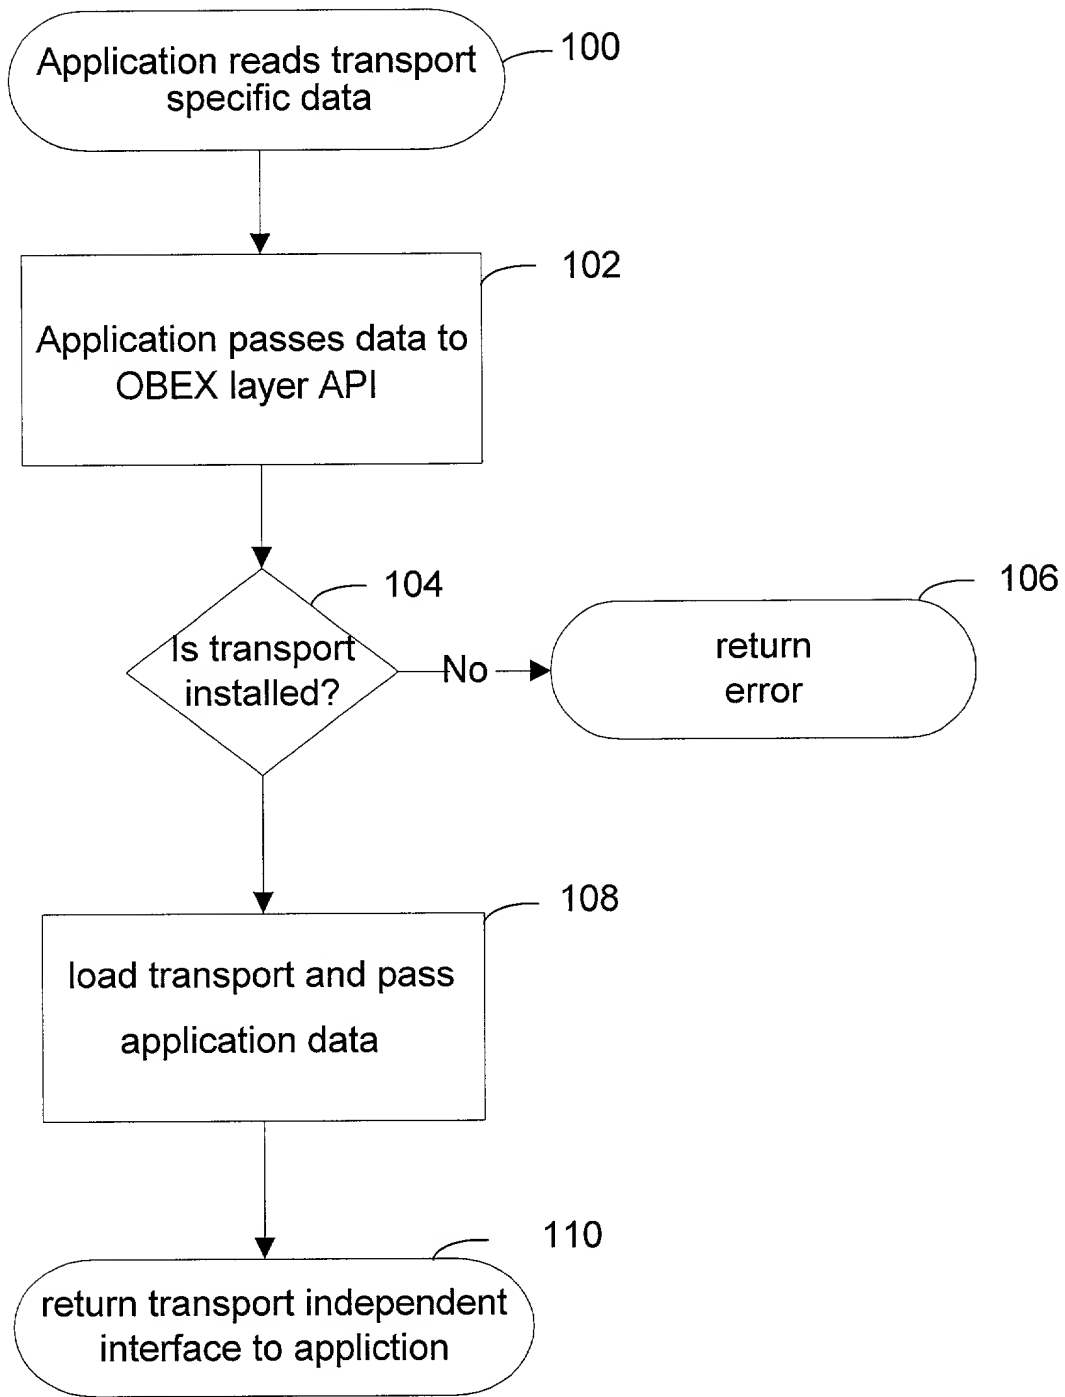 Application reads transport
specific data
100
102
Application passes data to
OBEX layer API
104
106
Is transport
installed?
No
return
error
108
load transport and pass
application data
110
return transport independent
interface to appliction